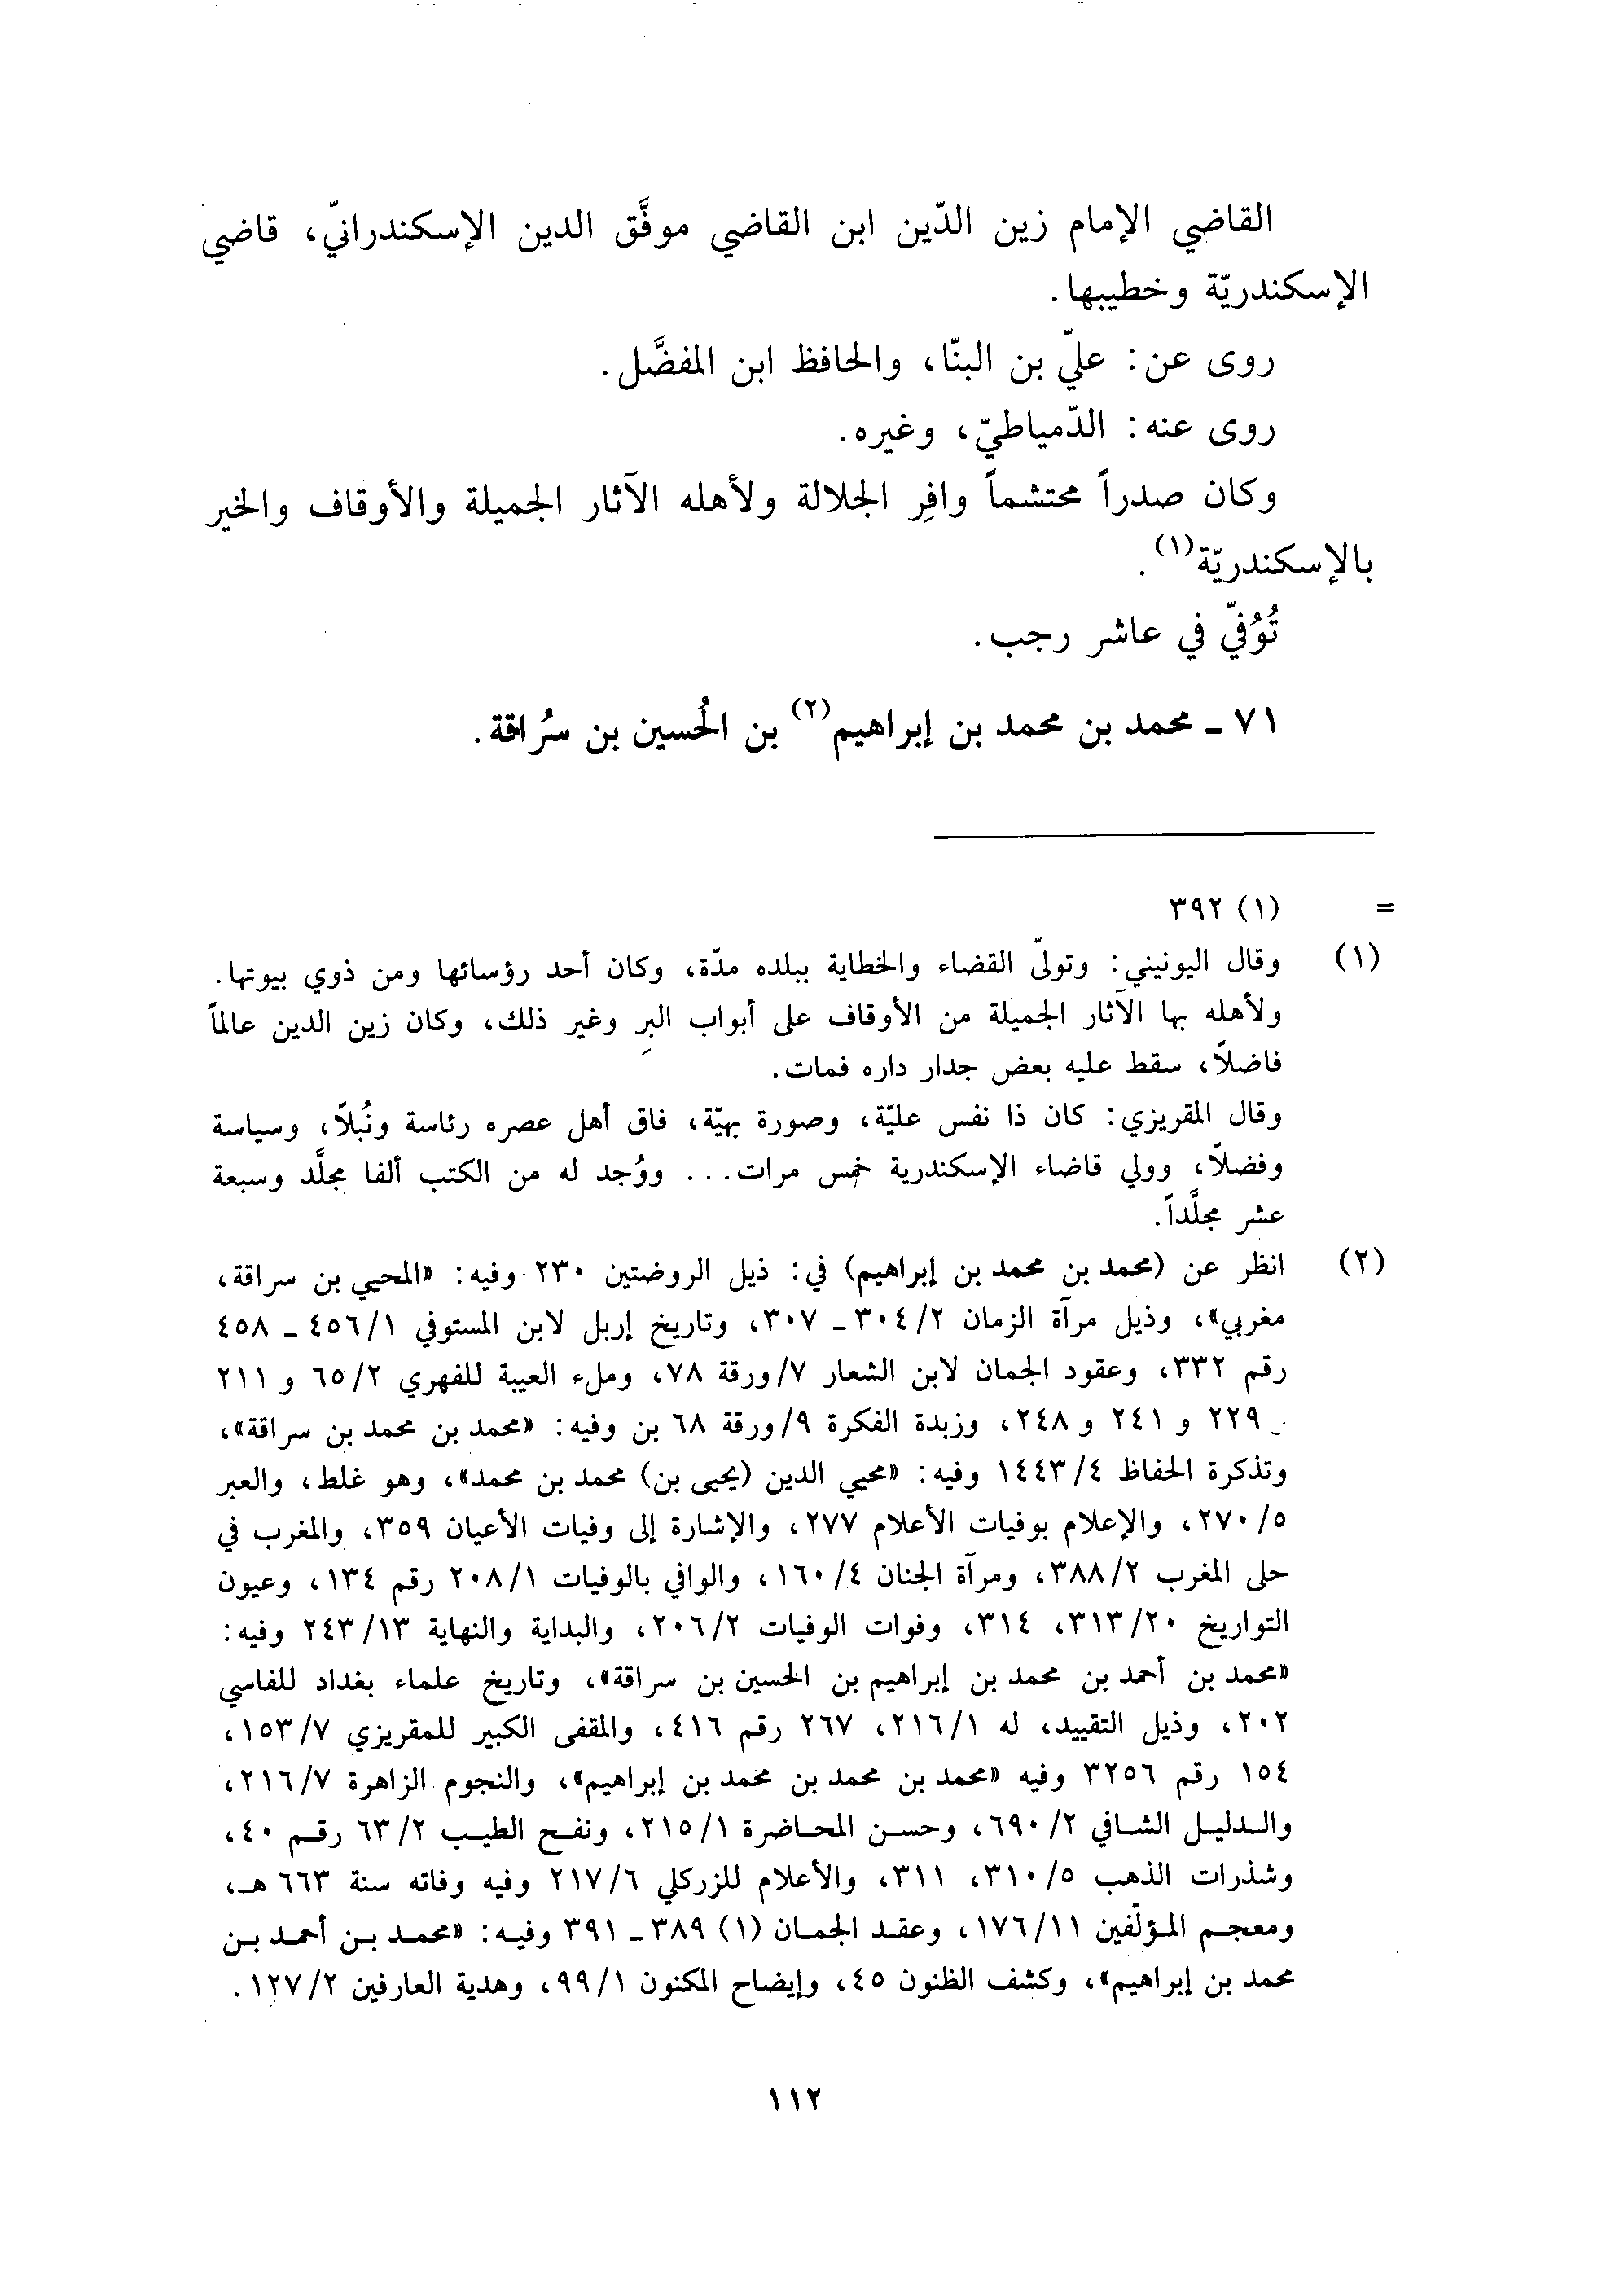 القاضي الإمام زين الدّين ابن القاضي موفَّق الدين الإسكندرانيّ، قاضي
الإسكندريّة وخطيبها.
روى عن: عليّ بن البنّا، والحافظ ابن المفضَّل.
روى عنه: الدّمياطيّ، وغيره.
وكان صدراً محتشماً وافِر الجلالة ولأهله الآثار الجميلة والأوقاف والخير
بالإسكندريّة(١).
تُوُفّي في عاشر رجب.
٧١ ـ محمد بن محمد بن إبراهيم(٢) بن الحُسين بن سُراقة.
= (١) ٣٩٢
(١) وقال اليونيني: وتولّى القضاء والخطاية ببلده مدّة، وكان أحد رؤسائها ومن ذوي بيوتها.
ولأهله بها الآثار الجميلة من الأوقاف على أبواب البرِ وغير ذلك، وكان زين الدين عالماً
فاضلاً، سقط عليه بعض جدار داره فمات.
وقال المقريزي: كان ذا نفس عليّة، وصورة بهيّة، فاق أهل عصره رئاسة ونُبلاً، وسياسة
وفضلاً، وولي قاضاء الإسكندرية خمس مرات... ووُجد له من الكتب ألفا مجلَّد وسبعة
عشر مجلَّداً.
(٢) انظر عن (محمد بن محمد بن إبراهيم) في: ذيل الروضتين ٢٣٠ وفيه: «المحيي بن سراقة،
مغربي»، وذيل مرآة الزمان ٢/ ٣٠٤ ـ ٣٠٧، وتاريخ إربل لابن المستوفي ١/ ٤٥٦ ـ ٤٥٨
رقم ٣٣٢، وعقود الجمان لابن الشعار ٧/ ورقة ٧٨، وملء العيبة للفهري ٢/ ٦٥ و ٢١١
ـ ٢٢٩ و ٢٤١ و ٢٤٨، وزبدة الفكرة ٩/ ورقة ٦٨ بن وفيه: «محمد بن محمد بن سراقة»،
وتذكرة الحفاظ ٤/ ١٤٤٣ وفيه: «محيي الدين (يحيى بن) محمد بن محمد»، وهو غلط، والعبر
٥/ ٢٧٠، والإعلام بوفيات الأعلام ٢٧٧، والإشارة إلى وفيات الأعيان ٣٥٩، والمغرب في
حلى المغرب ٢/ ٣٨٨، ومرآة الجنان ٤/ ١٦٠، والوافي بالوفيات ١/ ٢٠٨ رقم ١٣٤، وعيون
التواريخ ٢٠/ ٣١٣، ٣١٤، وفوات الوفيات ٢/ ٢٠٦، والبداية والنهاية ١٣/ ٢٤٣ وفيه:
«محمد بن أحمد بن محمد بن إبراهيم بن الحسين بن سراقة»، وتاريخ علماء بغداد للفاسي
٢٠٢، وذيل التقييد، له ١/ ٢١٦، ٢٦٧ رقم ٤١٦، والمقفى الكبير للمقريزي ٧/ ١٥٣،
١٥٤ رقم ٣٢٥٦ وفيه «محمد بن محمد بن محمد بن إبراهيم»، والنجوم الزاهرة ٧/ ٢١٦،
والدليل الشافي ٢/ ٦٩٠، وحسن المحاضرة ١/ ٢١٥، ونفح الطيب ٢/ ٦٣ رقم ٤٠،
وشذرات الذهب ٥/ ٣١٠، ٣١١، والأعلام للزركلي ٦/ ٢١٧ وفيه وفاته سنة ٦٦٣ هـ،
ومعجم المؤلّفين ١١/ ١٧٦، وعقد الجمان (١) ٣٨٩ ـ ٣٩١ وفيه: «محمد بن أحمد بن
محمد بن إبراهيم»، وكشف الظنون ٤٥، وإيضاح المكنون ١/ ٩٩، وهدية العارفين ٢/ ١٢٧.
١١٢